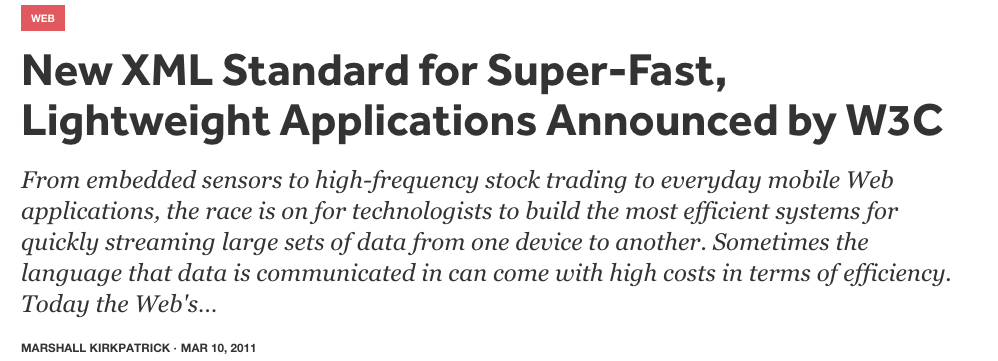 WEB
New XML Standard for Super-Fast,
Lightweight Applications Announced by W3C
From embedded sensors to high-frequency stock trading to everyday mobile Web
applications, the race is on for technologists to build the most efficient systems for
quickly streaming large sets of data from one device to another. Sometimes the
language that data is communicated in can come with high costs in terms of efficiency.
Today the Web's...
MARSHALL KIRKPATRICK · MAR 10, 2011